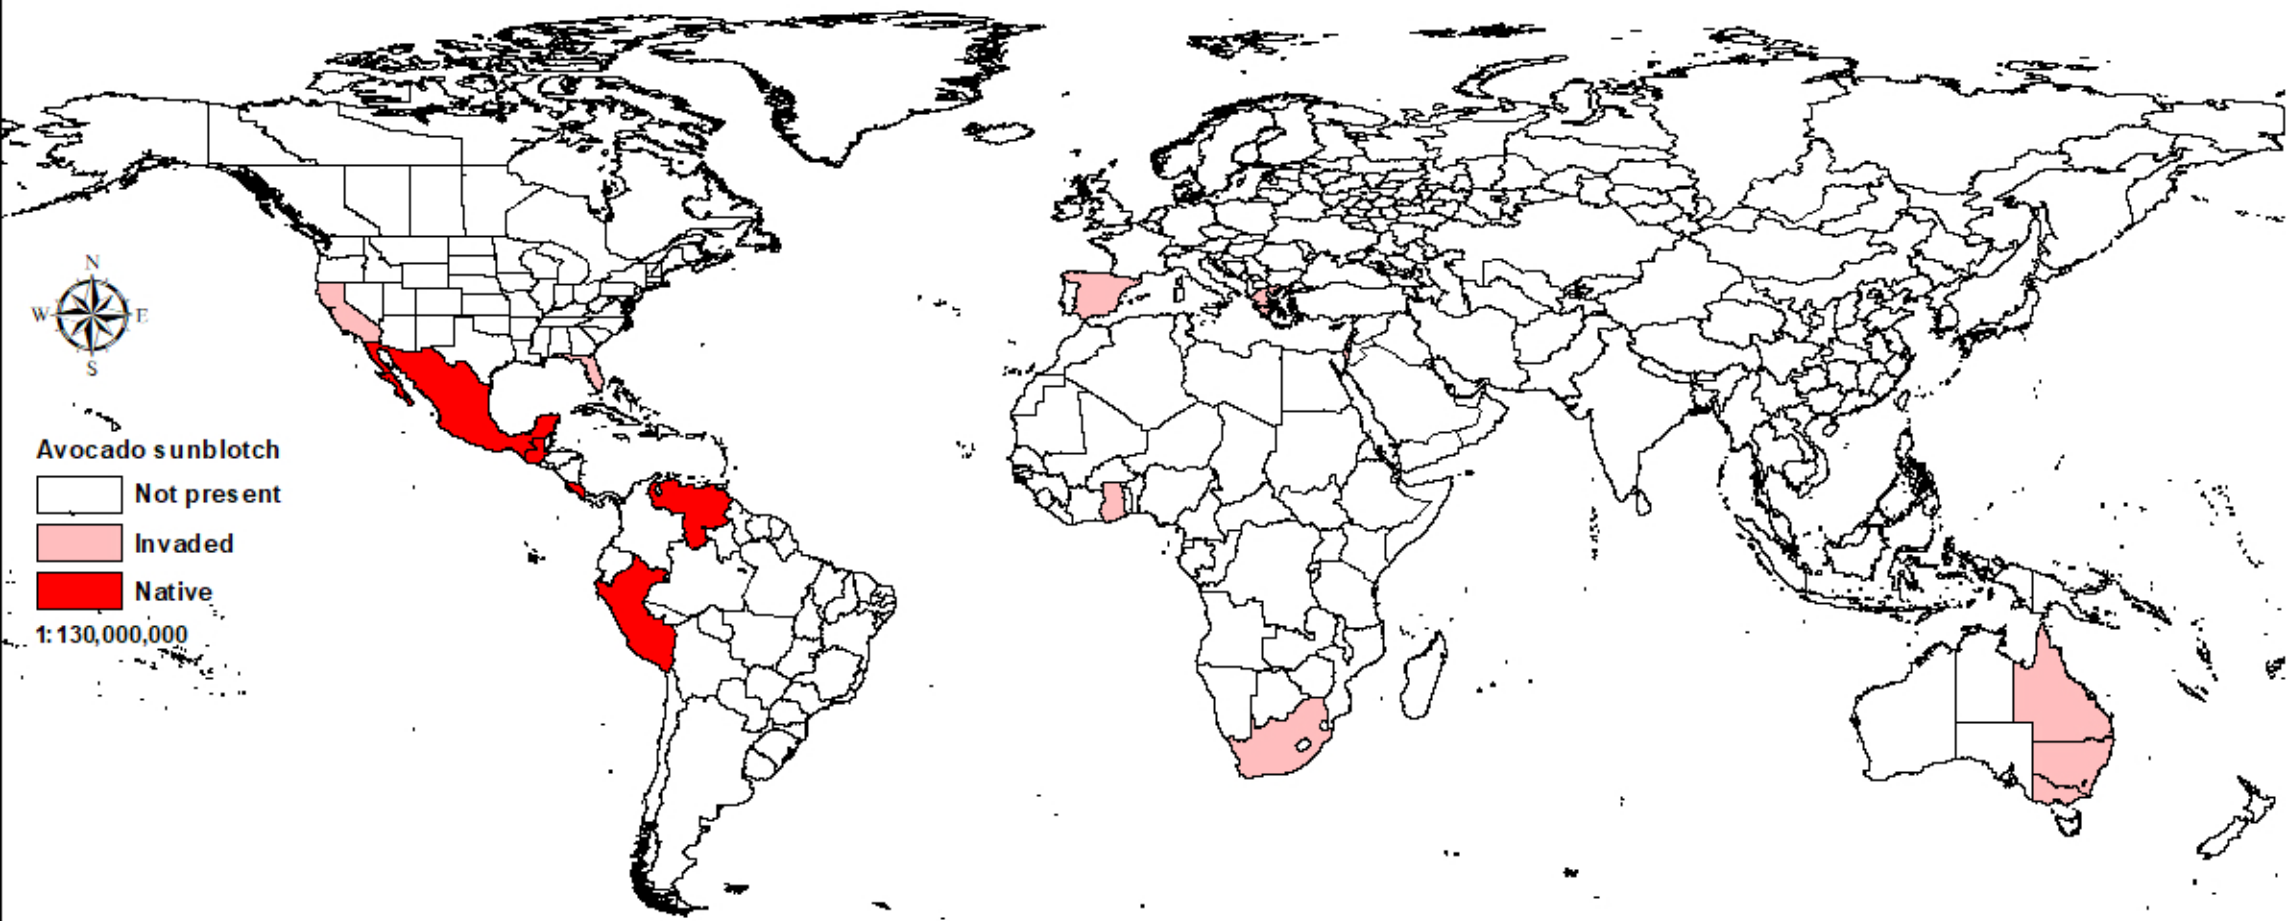 N
W E
S
Avocado sunblotch
Not present
Invaded
Native
1:130,000,000